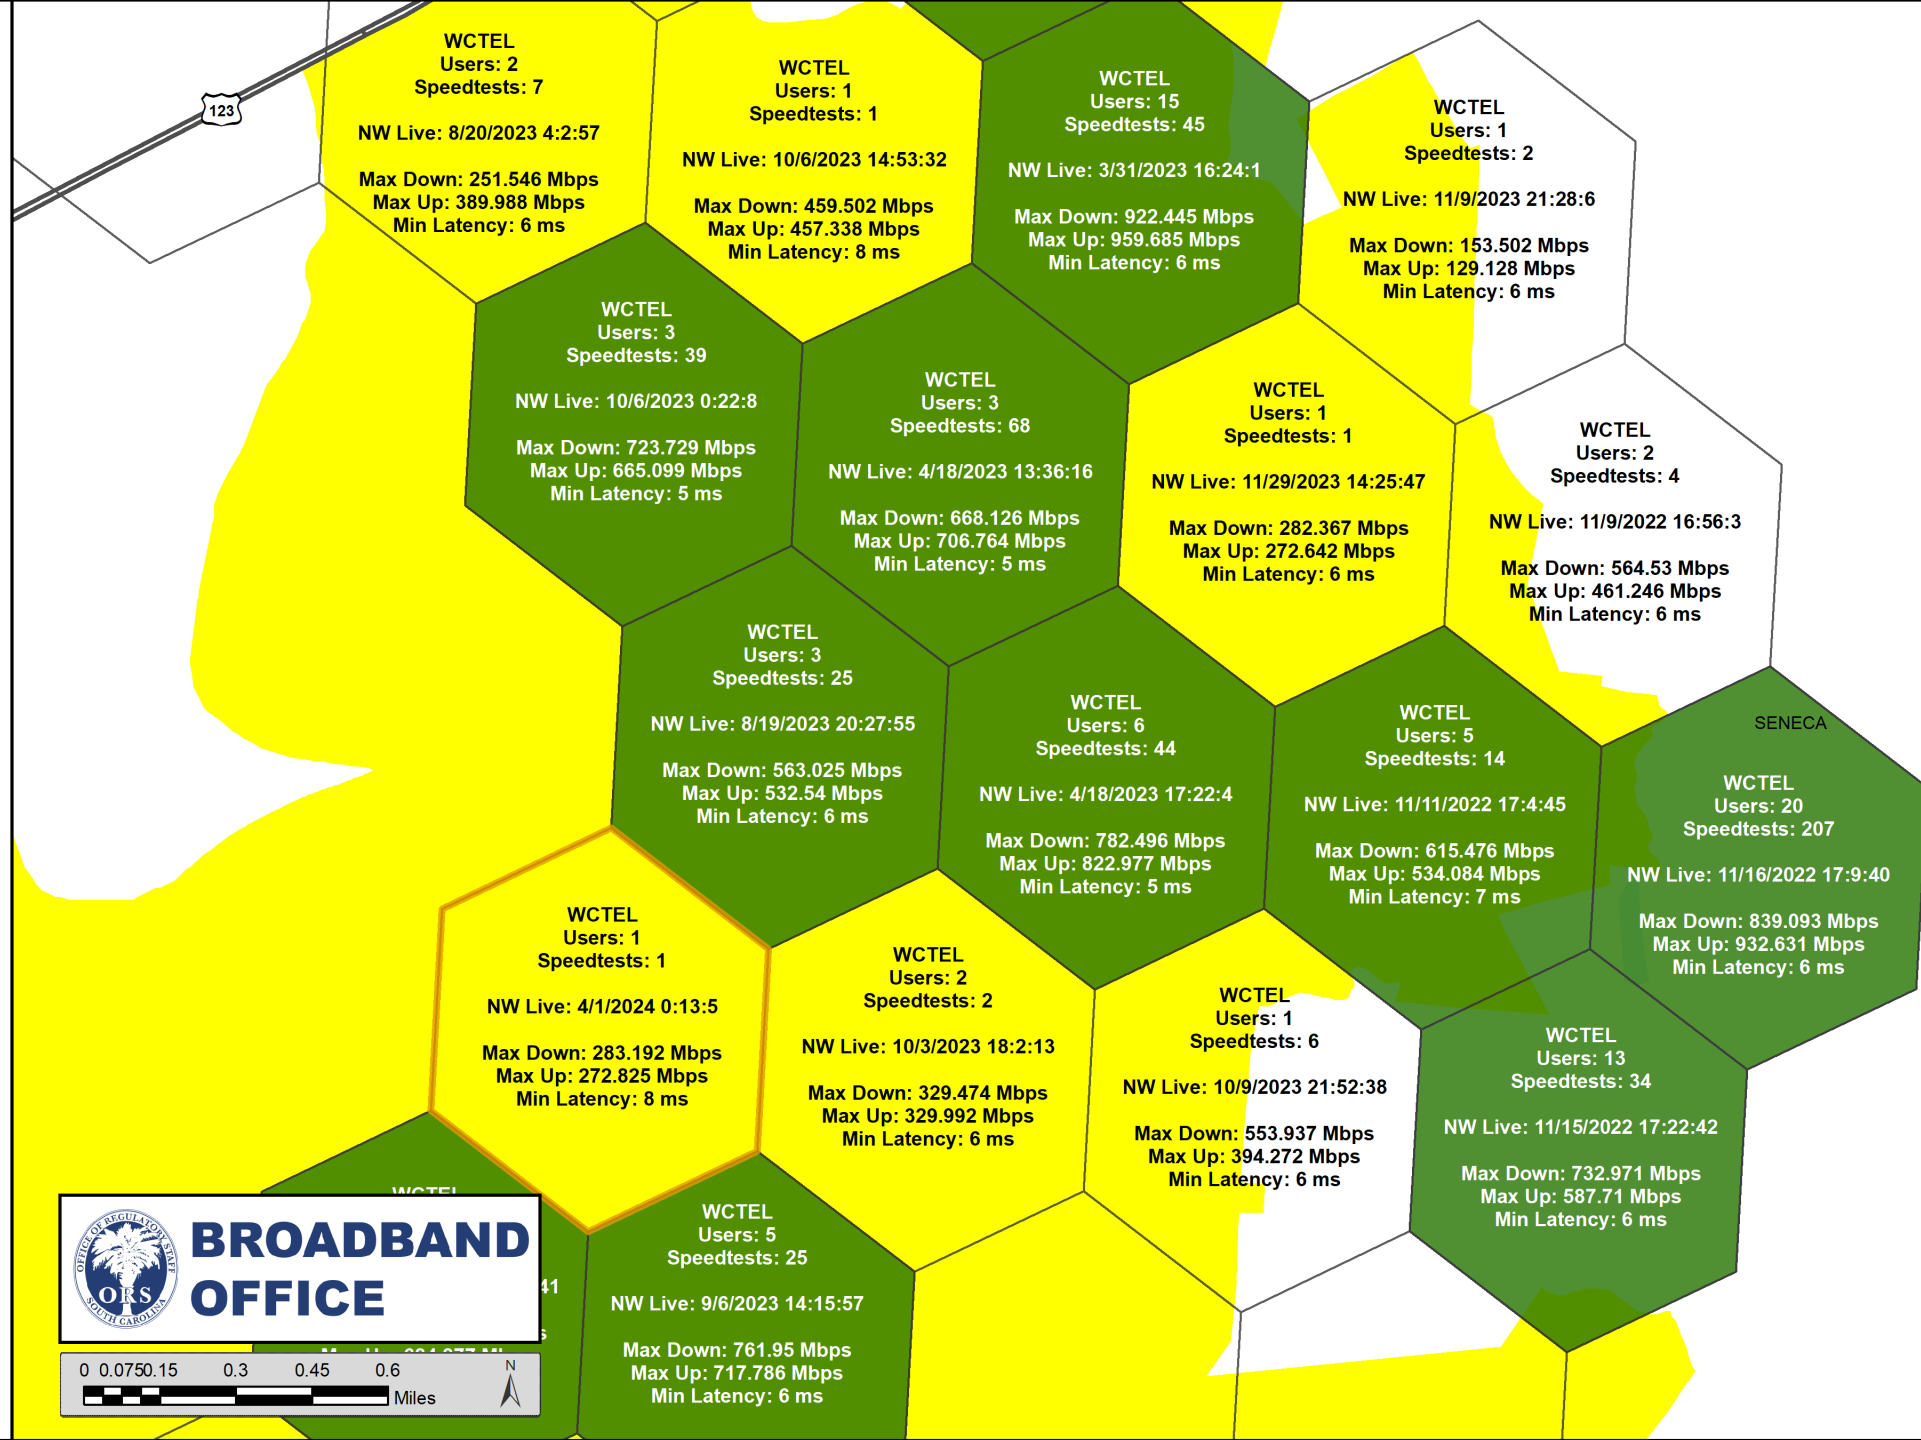 123
WCTEL
Users: 2
Speedtests: 7
NW Live: 8/20/2023 4:2:57
Max Down: 251.546 Mbps
Max Up: 389.988 Mbps
Min Latency: 6 ms
WCTEL
Users: 1
Speedtests: 1
NW Live: 10/6/2023 14:53:32
Max Down: 459.502 Mbps
Max Up: 457.338 Mbps
Min Latency: 8 ms
WCTEL
Users: 15
Speedtests: 45
NW Live: 3/31/2023 16:24:1
Max Down: 922.445 Mbps
Max Up: 959.685 Mbps
Min Latency: 6 ms
WCTEL
Users: 1
Speedtests: 2
NW Live: 11/9/2023 21:28:6
Max Down: 153.502 Mbps
Max Up: 129.128 Mbps
Min Latency: 6 ms
WCTEL
Users: 3
Speedtests: 39
NW Live: 10/6/2023 0:22:8
Max Down: 723.729 Mbps
Max Up: 665.099 Mbps
Min Latency: 5 ms
WCTEL
Users: 3
Speedtests: 68
NW Live: 4/18/2023 13:36:16
Max Down: 668.126 Mbps
Max Up: 706.764 Mbps
Min Latency: 5 ms
WCTEL
Users: 1
Speedtests: 1
NW Live: 11/29/2023 14:25:47
Max Down: 282.367 Mbps
Max Up: 272.642 Mbps
Min Latency: 6 ms
WCTEL
Users: 2
Speedtests: 4
NW Live: 11/9/2022 16:56:3
Max Down: 564.53 Mbps
Max Up: 461.246 Mbps
Min Latency: 6 ms
WCTEL
Users: 3
Speedtests: 25
NW Live: 8/19/2023 20:27:55
Max Down: 563.025 Mbps
Max Up: 532.54 Mbps
Min Latency: 6 ms
WCTEL
Users: 6
Speedtests: 44
NW Live: 4/18/2023 17:22:4
Max Down: 782.496 Mbps
Max Up: 822.977 Mbps
Min Latency: 5 ms
WCTEL
Users: 5
Speedtests: 14
NW Live: 11/11/2022 17:4:45
Max Down: 615.476 Mbps
Max Up: 534.084 Mbps
Min Latency: 7 ms
SENECA
WCTEL
Users: 20
Speedtests: 207
NW Live: 11/16/2022 17:9:40
Max Down: 839.093 Mbps
Max Up: 932.631 Mbps
Min Latency: 6 ms
WCTEL
Users: 1
Speedtests: 1
NW Live: 4/1/2024 0:13:5
Max Down: 283.192 Mbps
Max Up: 272.825 Mbps
Min Latency: 8 ms
WCTEL
Users: 2
Speedtests: 2
NW Live: 10/3/2023 18:2:13
Max Down: 329.474 Mbps
Max Up: 329.992 Mbps
Min Latency: 6 ms
WCTEL
Users: 1
Speedtests: 6
NW Live: 10/9/2023 21:52:38
Max Down: 553.937 Mbps
Max Up: 394.272 Mbps
Min Latency: 6 ms
WCTEL
Users: 13
Speedtests: 34
NW Live: 11/15/2022 17:22:42
Max Down: 732.971 Mbps
Max Up: 587.71 Mbps
Min Latency: 6 ms
WCTEL
41
WCTEL
Users: 5
Speedtests: 25
NW Live: 9/6/2023 14:15:57
Max Down: 761.95 Mbps
Max Up: 717.786 Mbps
Min Latency: 6 ms
OFFICE OF REGULATORY STAFF
ORS
SOUTH CAROLINA
BROADBAND
OFFICE
0 0.075 0.15 0.3 0.45 0.6
Miles
N